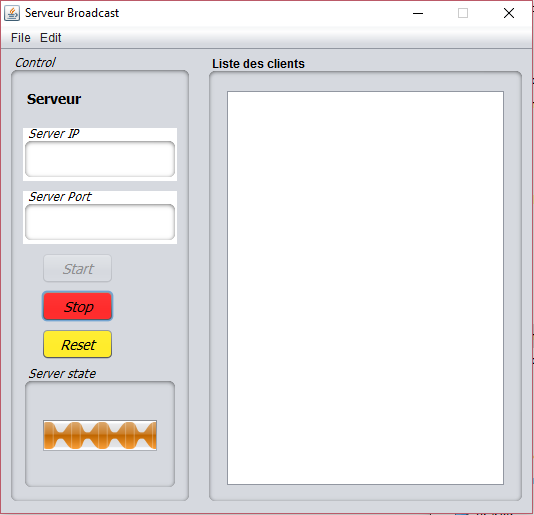 Serveur Broadcast
File Edit
Control
Serveur
Server IP
Server Port
Start
Stop
Reset
Server state
Liste des clients